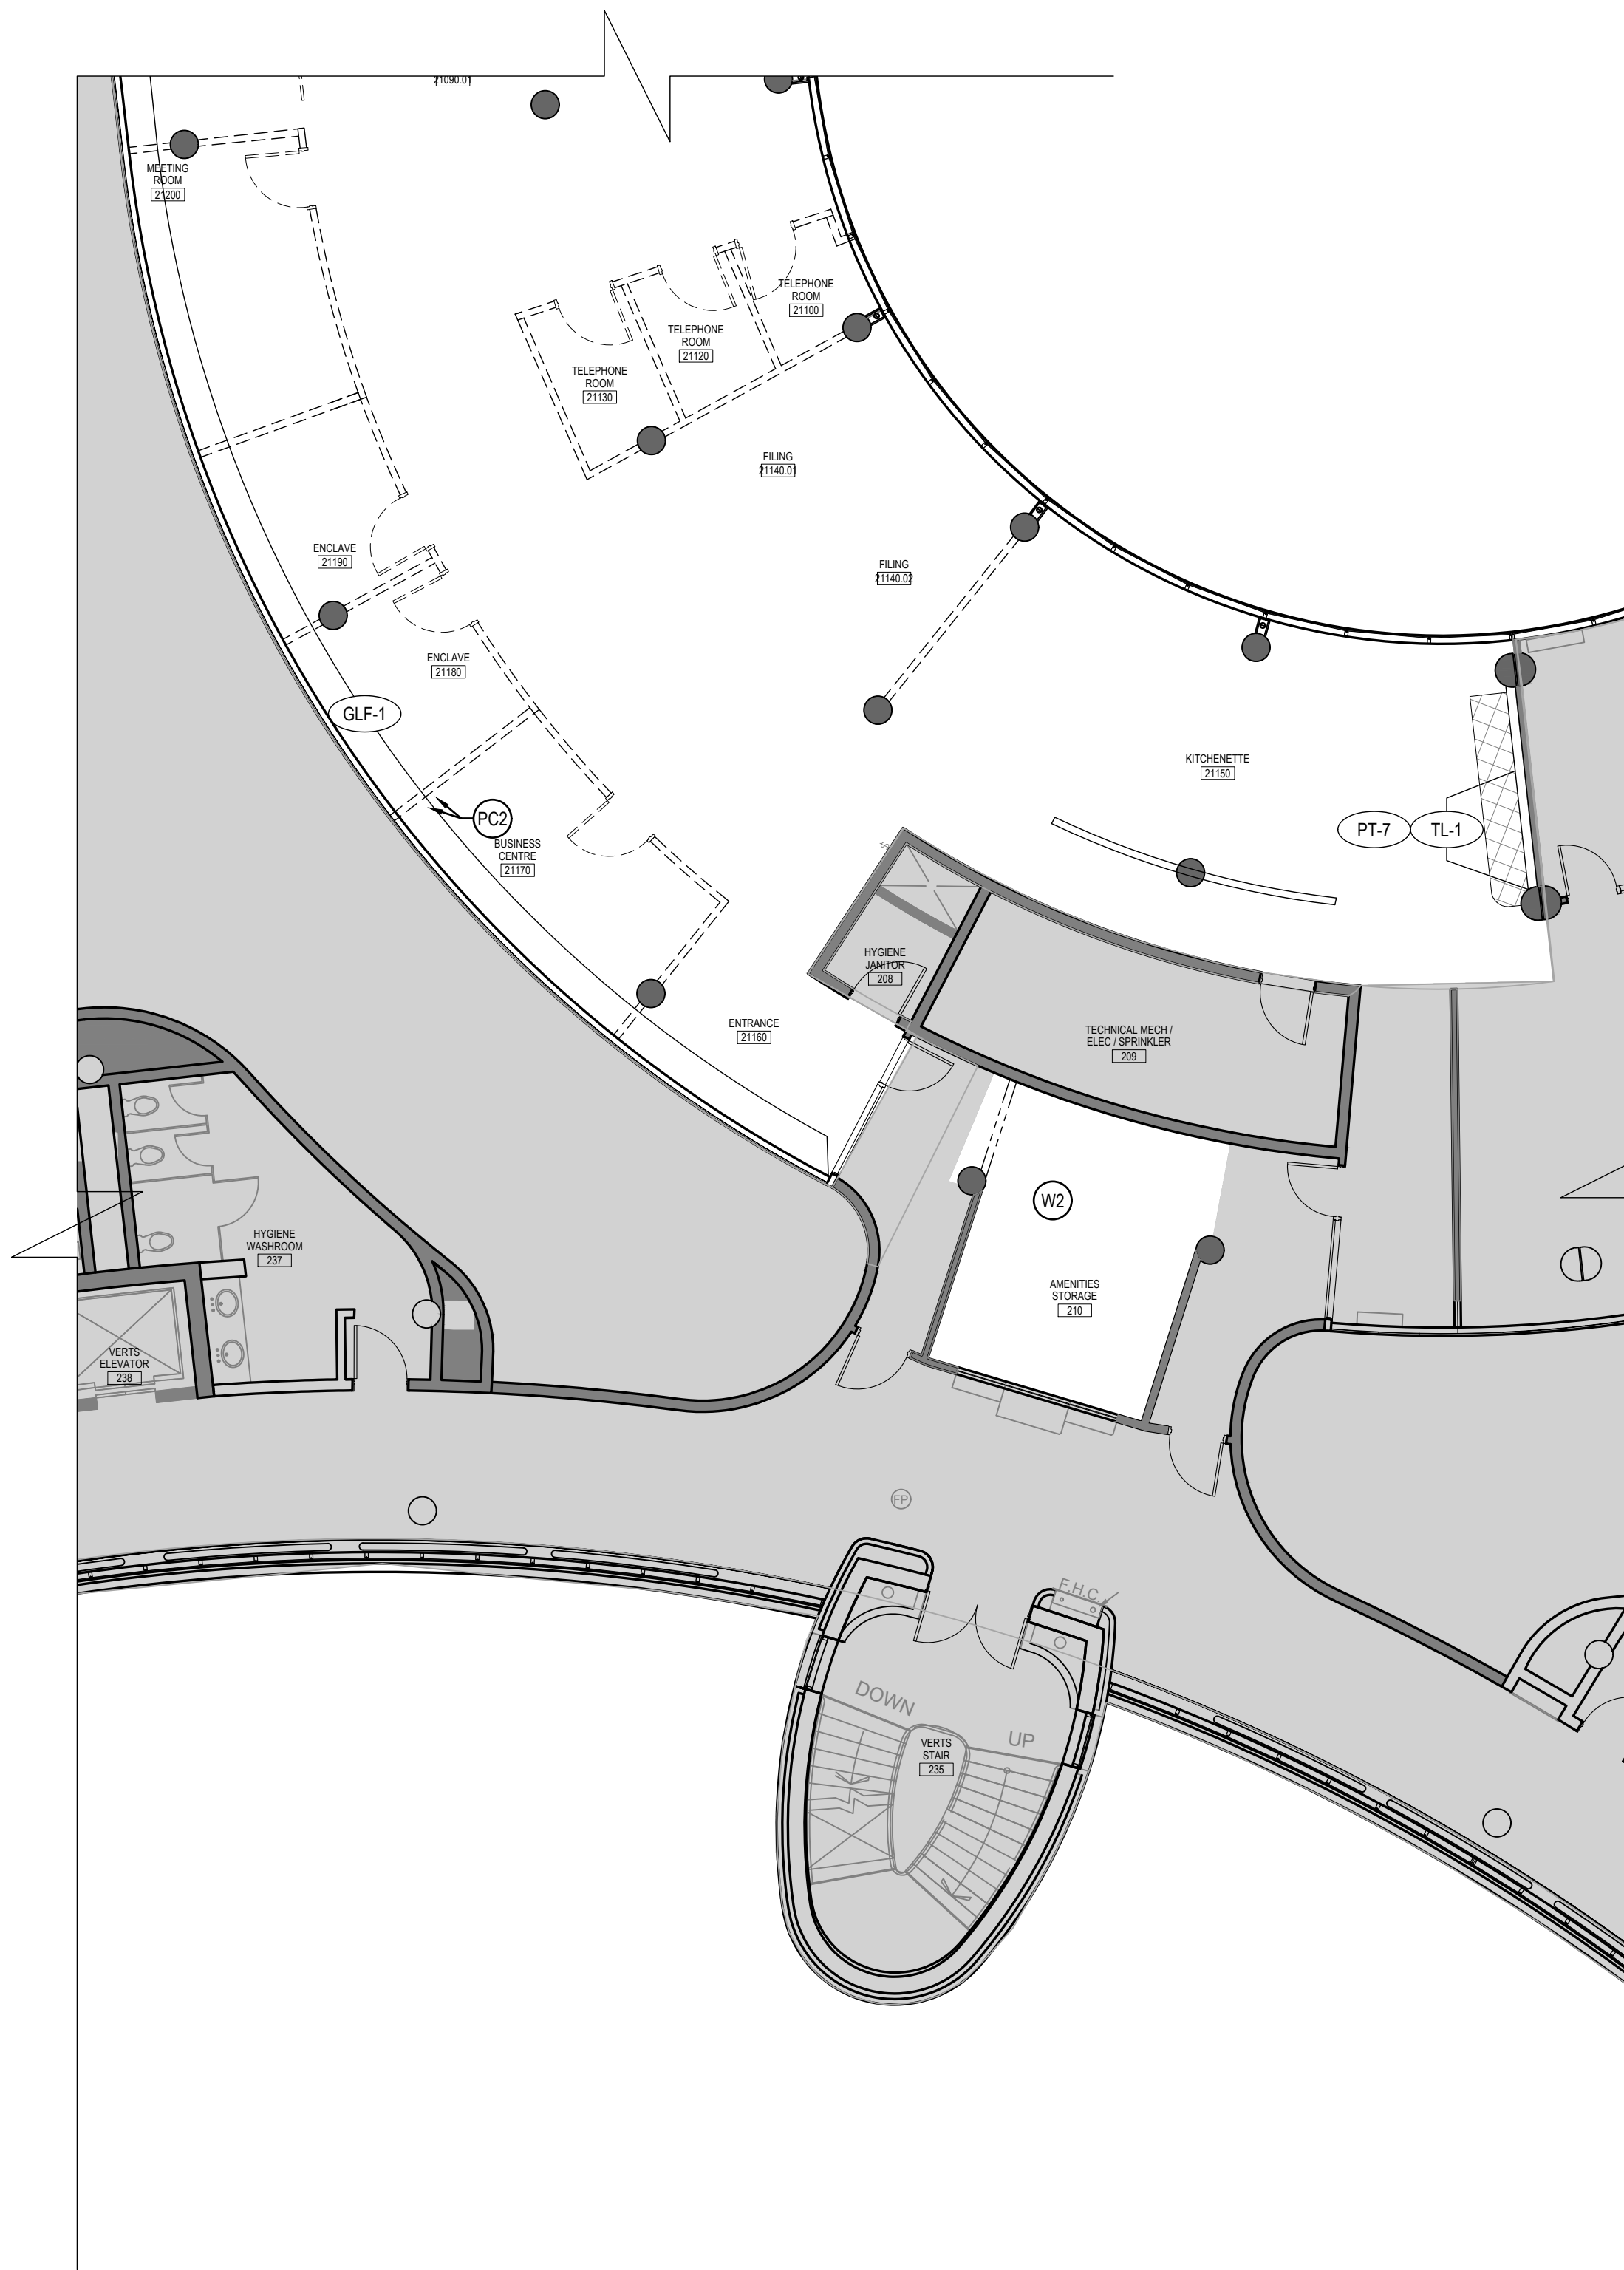 21090.01
MEETING
ROOM
21200
TELEPHONE
ROOM
21100
TELEPHONE
ROOM
21120
TELEPHONE
ROOM
21130
FILING
21140.01
ENCLAVE
21190
FILING
21140.02
ENCLAVE
21180
GLF-1
KITCHENETTE
21150
PC2
PT-7
TL-1
BUSINESS
CENTRE
21170
HYGIENE
JANITOR
208
ENTRANCE
21160
TECHNICAL MECH /
ELEC / SPRINKLER
209
W2
HYGIENE
WASHROOM
237
AMENITIES
STORAGE
210
VERTS
ELEVATOR
238
FP
F.H.C.
DOWN
UP
VERTS
STAIR
235